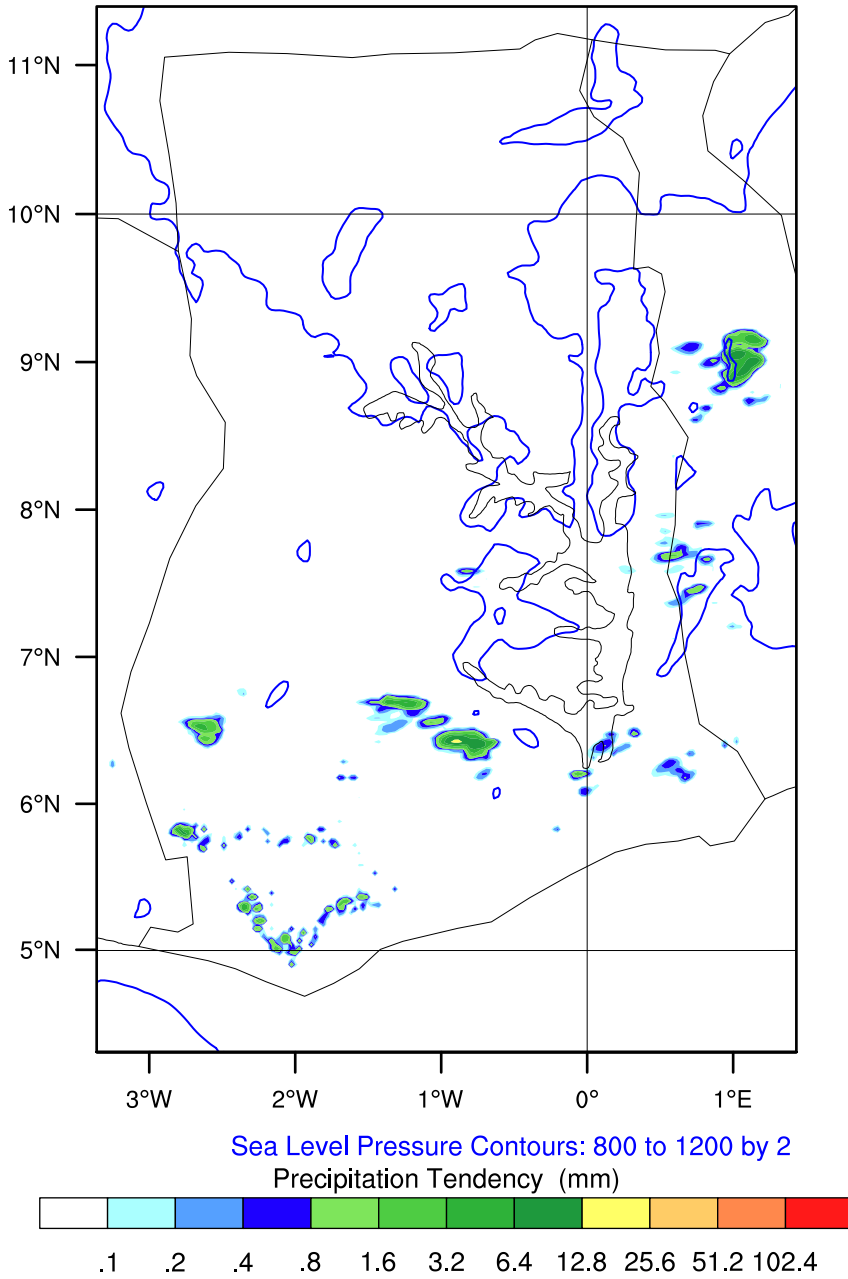 11°N
10°N
9°N
8°N
7°N
6°N
5°N
3°W 2°W 1°W 0° 1°E
Sea Level Pressure Contours: 800 to 1200 by 2
Precipitation Tendency (mm)
.1 .2 .4 .8 1.6 3.2 6.4 12.8 25.6 51.2 102.4